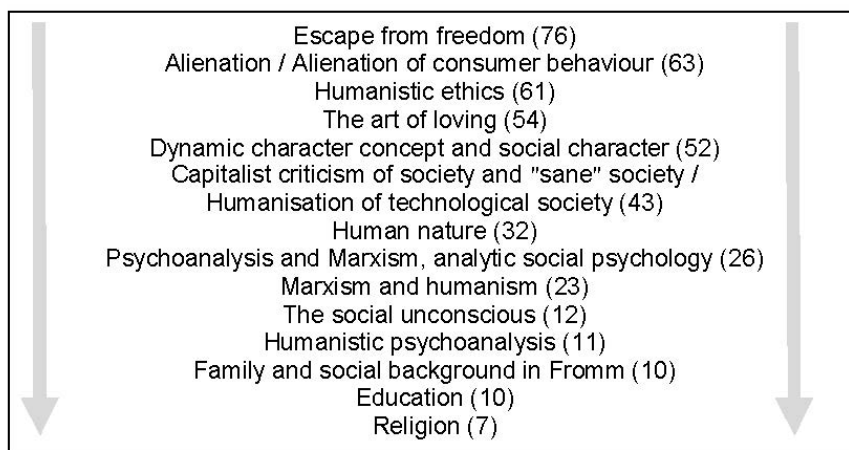 Escape from freedom (76)
Alienation / Alienation of consumer behaviour (63)
Humanistic ethics (61)
The art of loving (54)
Dynamic character concept and social character (52)
Capitalist criticism of society and "sane" society /
Humanisation of technological society (43)
Human nature (32)
Psychoanalysis and Marxism, analytic social psychology (26)
Marxism and humanism (23)
The social unconscious (12)
Humanistic psychoanalysis (11)
Family and social background in Fromm (10)
Education (10)
Religion (7)